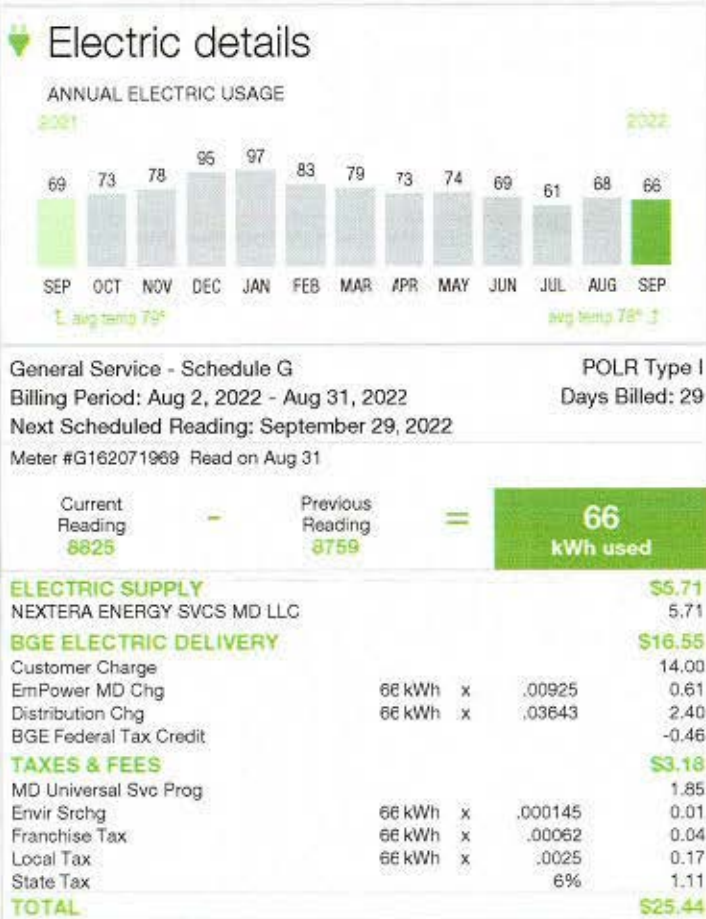 Electric details
ANNUAL ELECTRIC USAGE
2021 2022
69 73 78 95 97 83 79 73 74 69 61 68 66
SEP OCT NOV DEC JAN FEB MAR APR MAY JUN JUL AUG SEP
avg temp 79° avg temp 78°
General Service - Schedule G POLR Type I
Billing Period: Aug 2, 2022 - Aug 31, 2022 Days Billed: 29
Next Scheduled Reading: September 29, 2022
Meter #G162071969 Read on Aug 31
Current Previous
Reading - Reading = 66
8825 8759 kWh used
ELECTRIC SUPPLY $5.71
NEXTERA ENERGY SVCS MD LLC 5.71
BGE ELECTRIC DELIVERY $16.55
Customer Charge 14.00
EmPower MD Chg 66 kWh x .00925 0.61
Distribution Chg 66 kWh x .03643 2.40
BGE Federal Tax Credit -0.46
TAXES & FEES $3.18
MD Universal Svc Prog 1.85
Envir Srchg 66 kWh x .000145 0.01
Franchise Tax 66 kWh x .00062 0.04
Local Tax 66 kWh x .0025 0.17
State Tax 6% 1.11
TOTAL $25.44